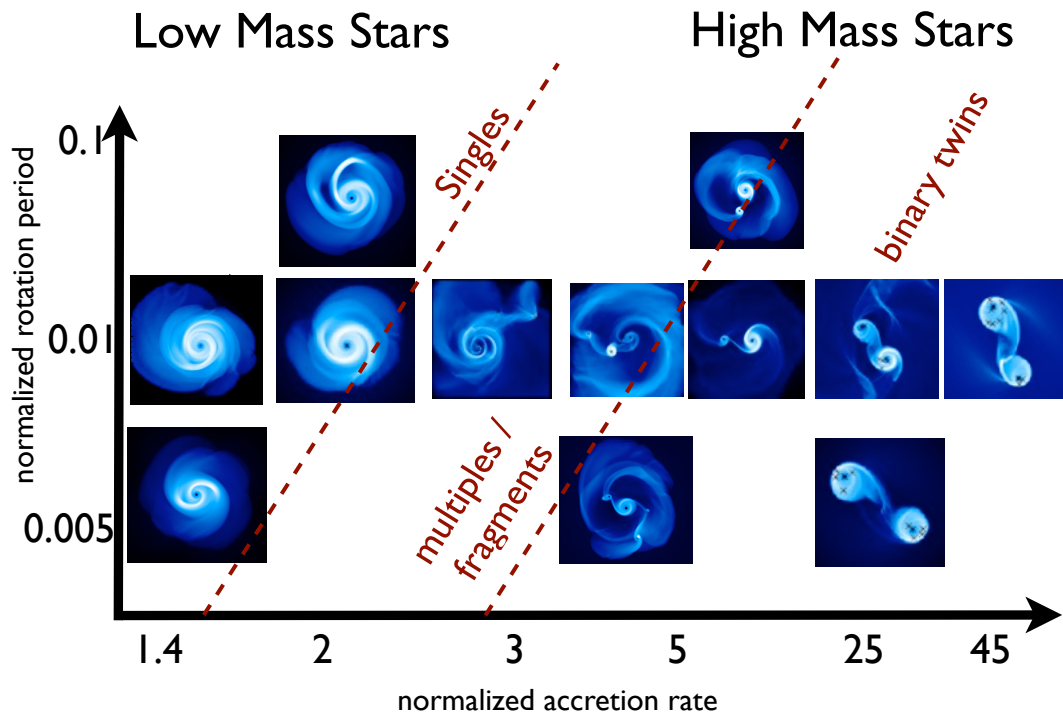 Low Mass Stars
High Mass Stars
normalized rotation period
0.1
0.01
0.005
Singles
multiples /
fragments
binary twins
1.4
2
3
5
25
45
normalized accretion rate